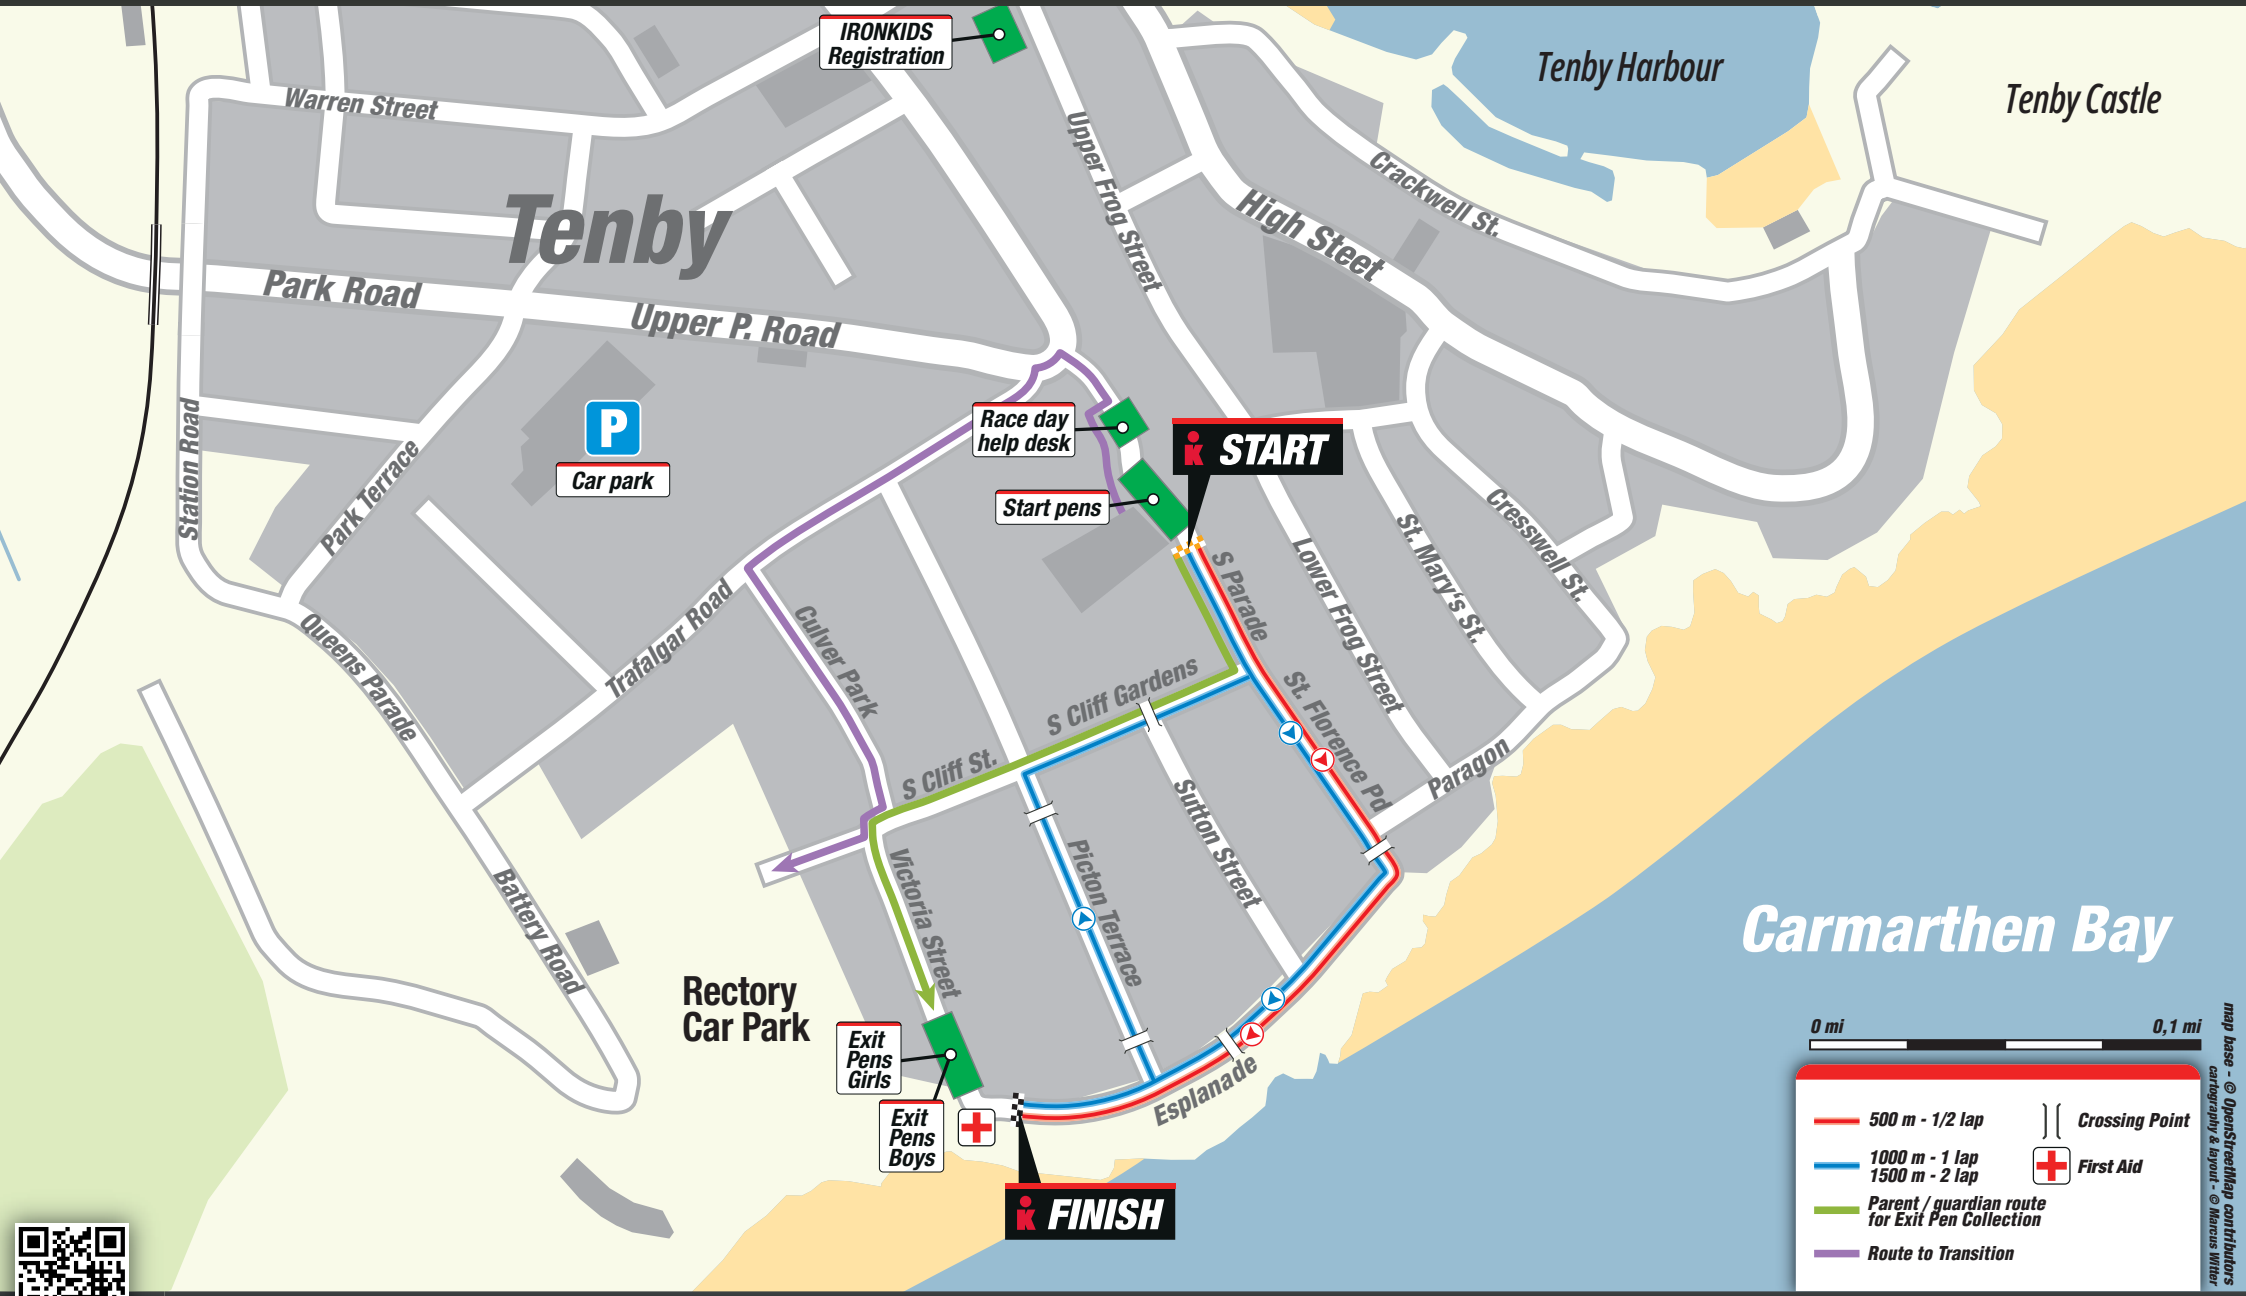 IRONKIDS
Registration
Tenby Harbour
Tenby Castle
Warren Street
Upper Frog Street
Crackwell St.
High Steet
Tenby
Park Road
Upper P. Road
P
Car park
Race day
help desk
START
Start pens
Station Road
Park Terrace
Cresswell St.
St. Mary's St.
Lower Frog Street
S Parade
Queens Parade
Trafalgar Road
Culver Park
S Cliff Gardens
St. Florence Pd
S Cliff St.
Paragon
Sutton Street
Picton Terrace
Victoria Street
Battery Road
Rectory
Car Park
Carmarthen Bay
Exit
Pens
Girls
Exit
Pens
Boys
Esplanade
FINISH
0 mi
0,1 mi
500 m - 1/2 lap
Crossing Point
1000 m - 1 lap
1500 m - 2 lap
First Aid
Parent / guardian route
for Exit Pen Collection
Route to Transition
map base - © OpenStreetMap contributors
cartography & layout - © Marcus Witter